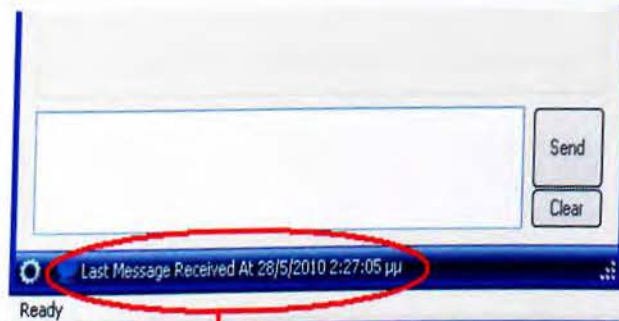 Send
Clear
Last Message Received At 28/5/2010 2:27:05 μμ
Ready